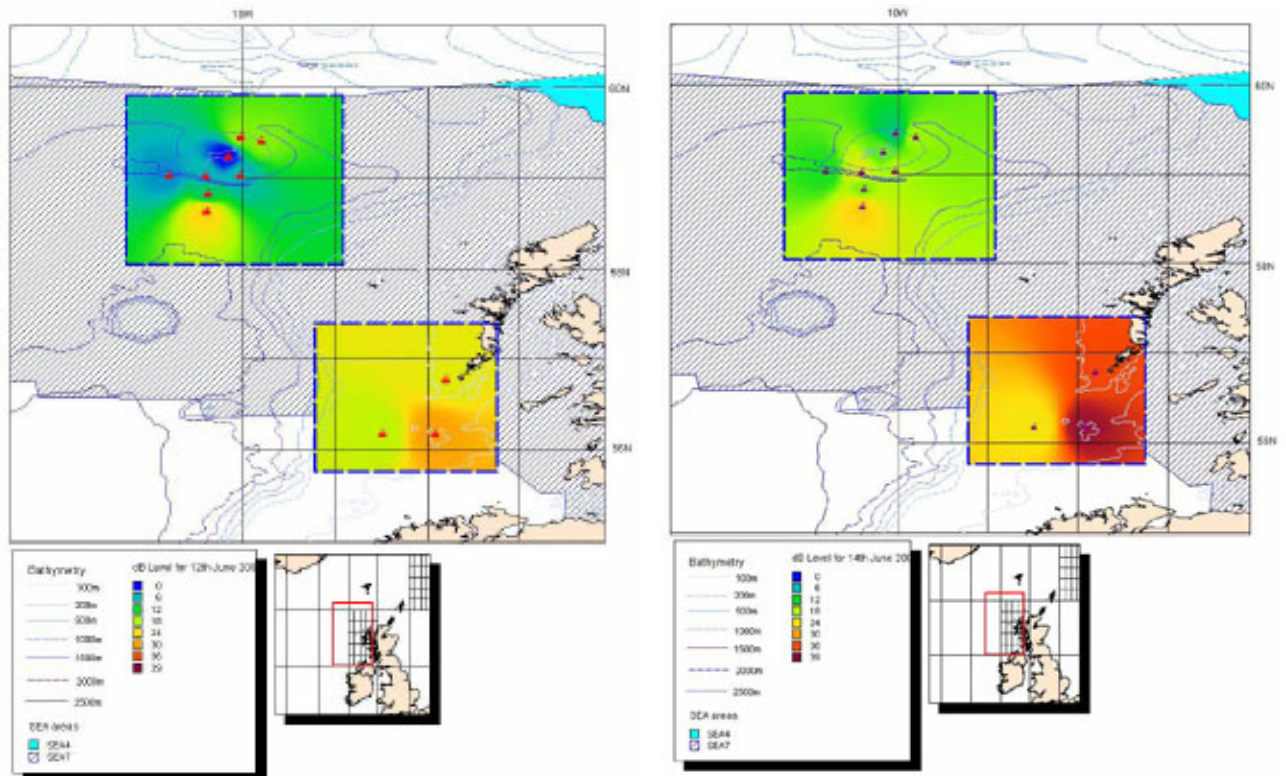 10W
60N
58N
56N
Bathymetry
100m
200m
500m
1000m
1500m
2000m
2500m
SEA areas
SEA4
SEA7
dB Level for 12th June 200
0
6
12
18
24
30
36
39
10W
60N
58N
56N
Bathymetry
100m
200m
500m
1000m
1500m
2000m
2500m
SEA areas
SEA4
SEA7
dB Level for 14th June 200
0
6
12
18
24
30
36
39